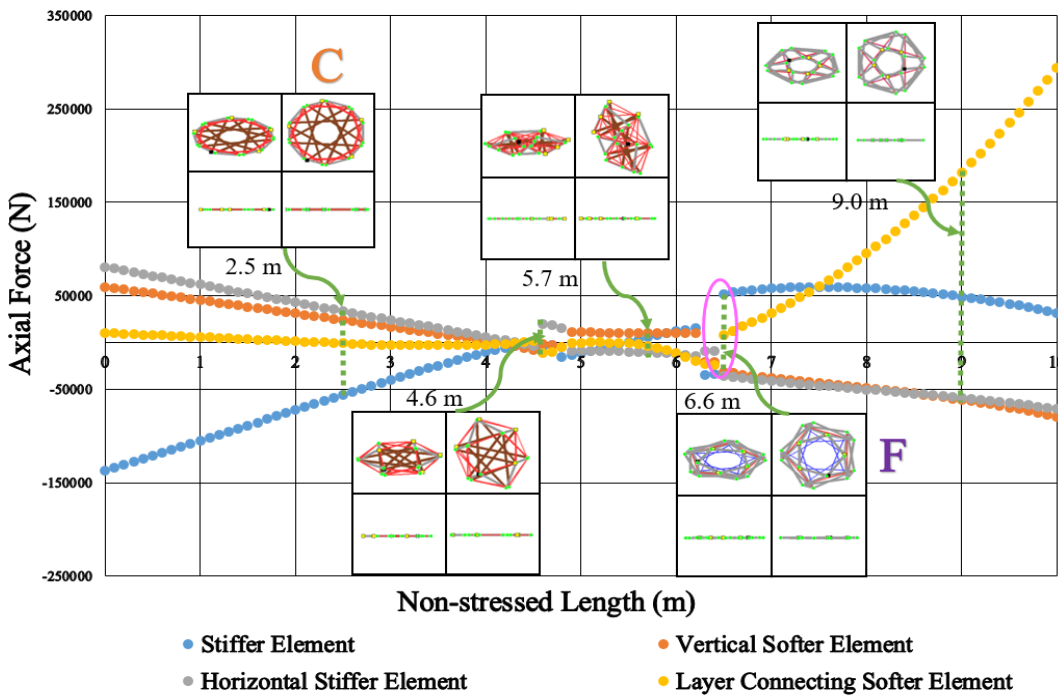 350000
250000
150000
50000
-50000
-150000
-250000
Axial Force (N)
0 1 2 3 4 5 6 7 8 9 10
C
2.5 m
4.6 m
5.7 m
6.6 m
9.0 m
F
Non-stressed Length (m)
Stiffer Element
Vertical Softer Element
Horizontal Stiffer Element
Layer Connecting Softer Element